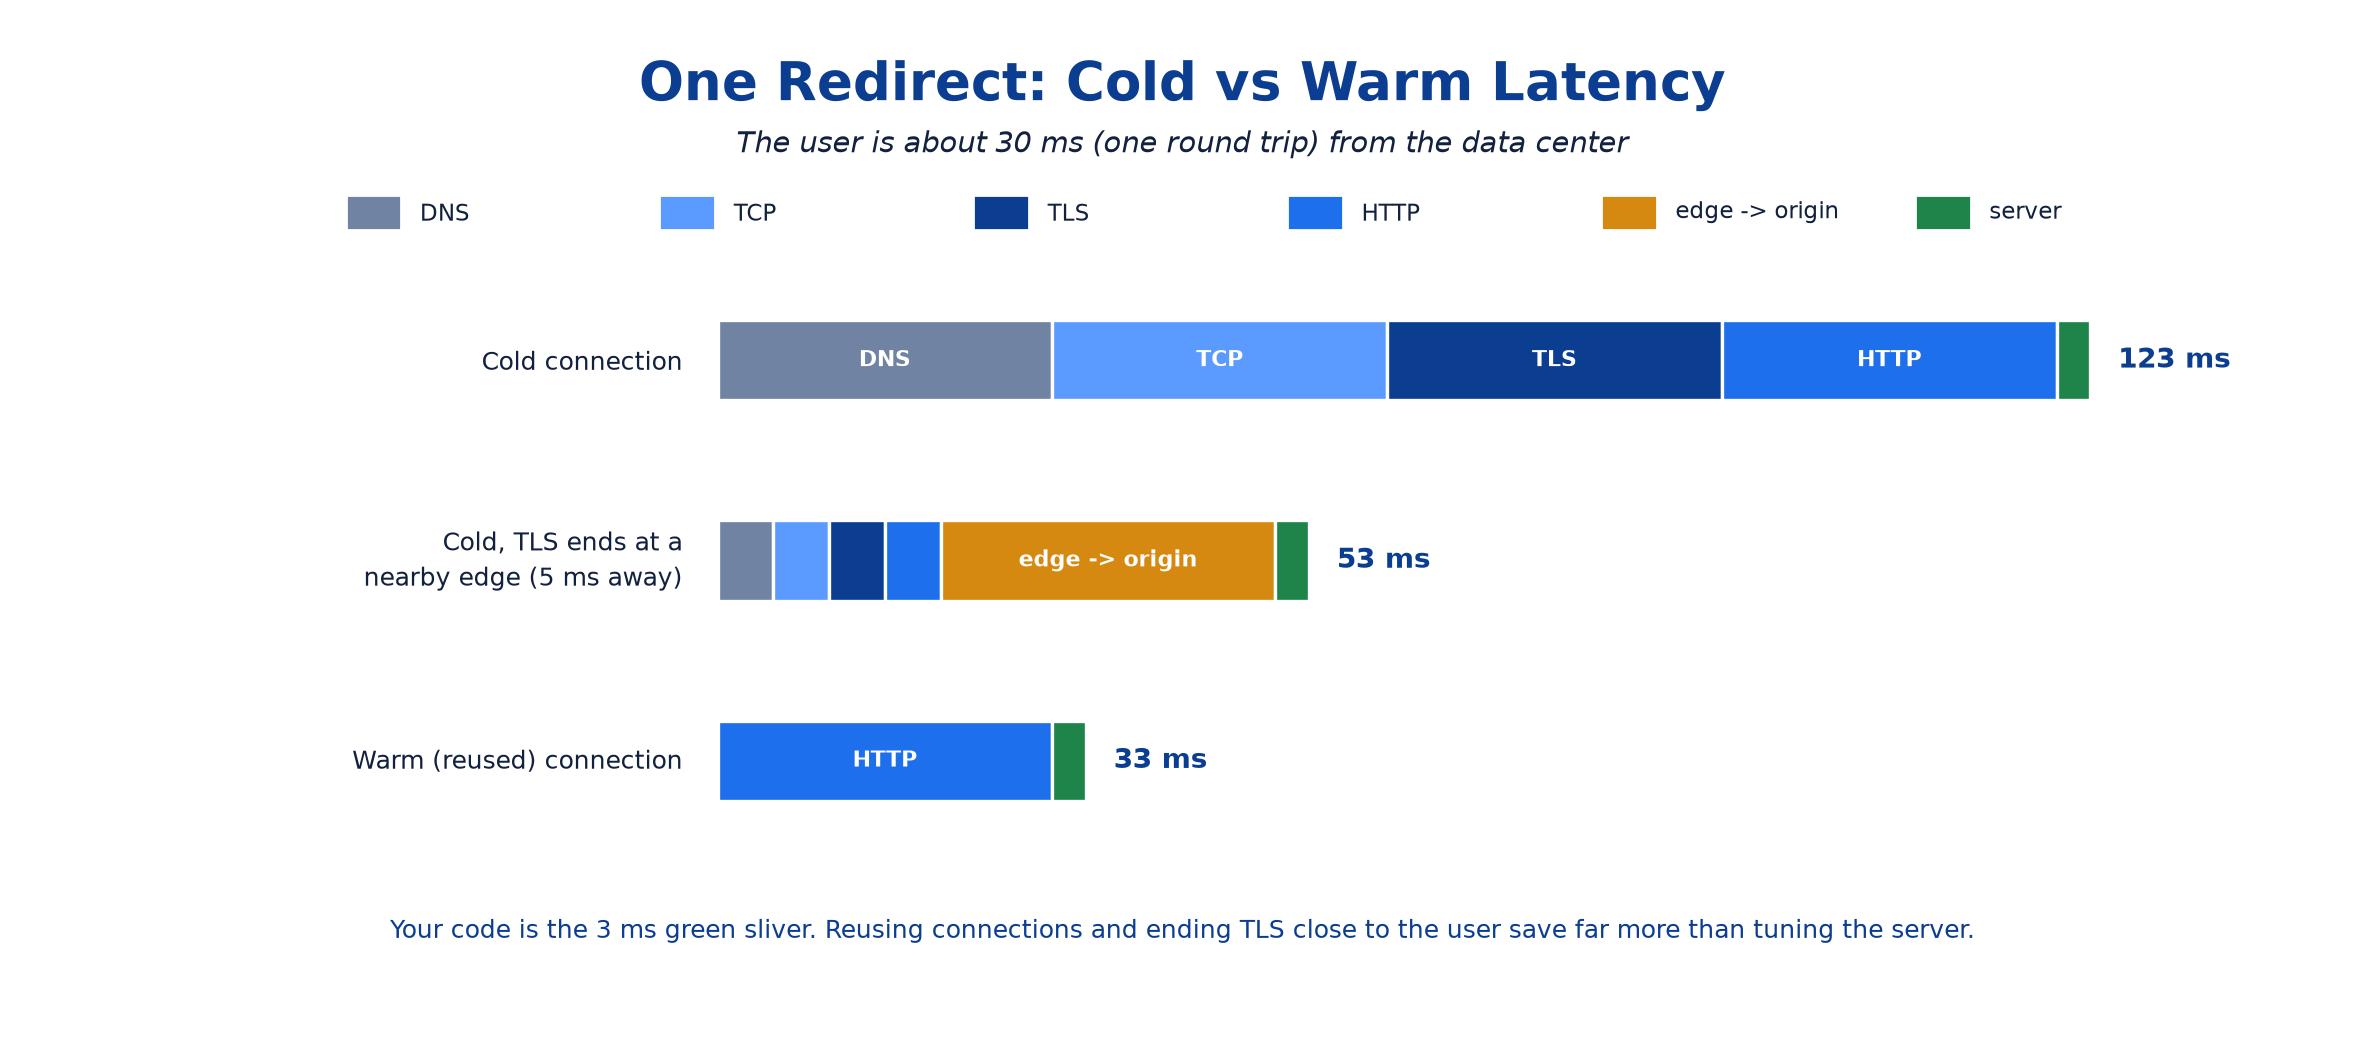 One Redirect: Cold vs Warm Latency
The user is about 30 ms (one round trip) from the data center
DNS
TCP
TLS
HTTP
edge -> origin
server
Cold connection
DNS
TCP
TLS
HTTP
123 ms
Cold, TLS ends at a
nearby edge (5 ms away)
edge -> origin
53 ms
Warm (reused) connection
HTTP
33 ms
Your code is the 3 ms green sliver. Reusing connections and ending TLS close to the user save far more than tuning the server.